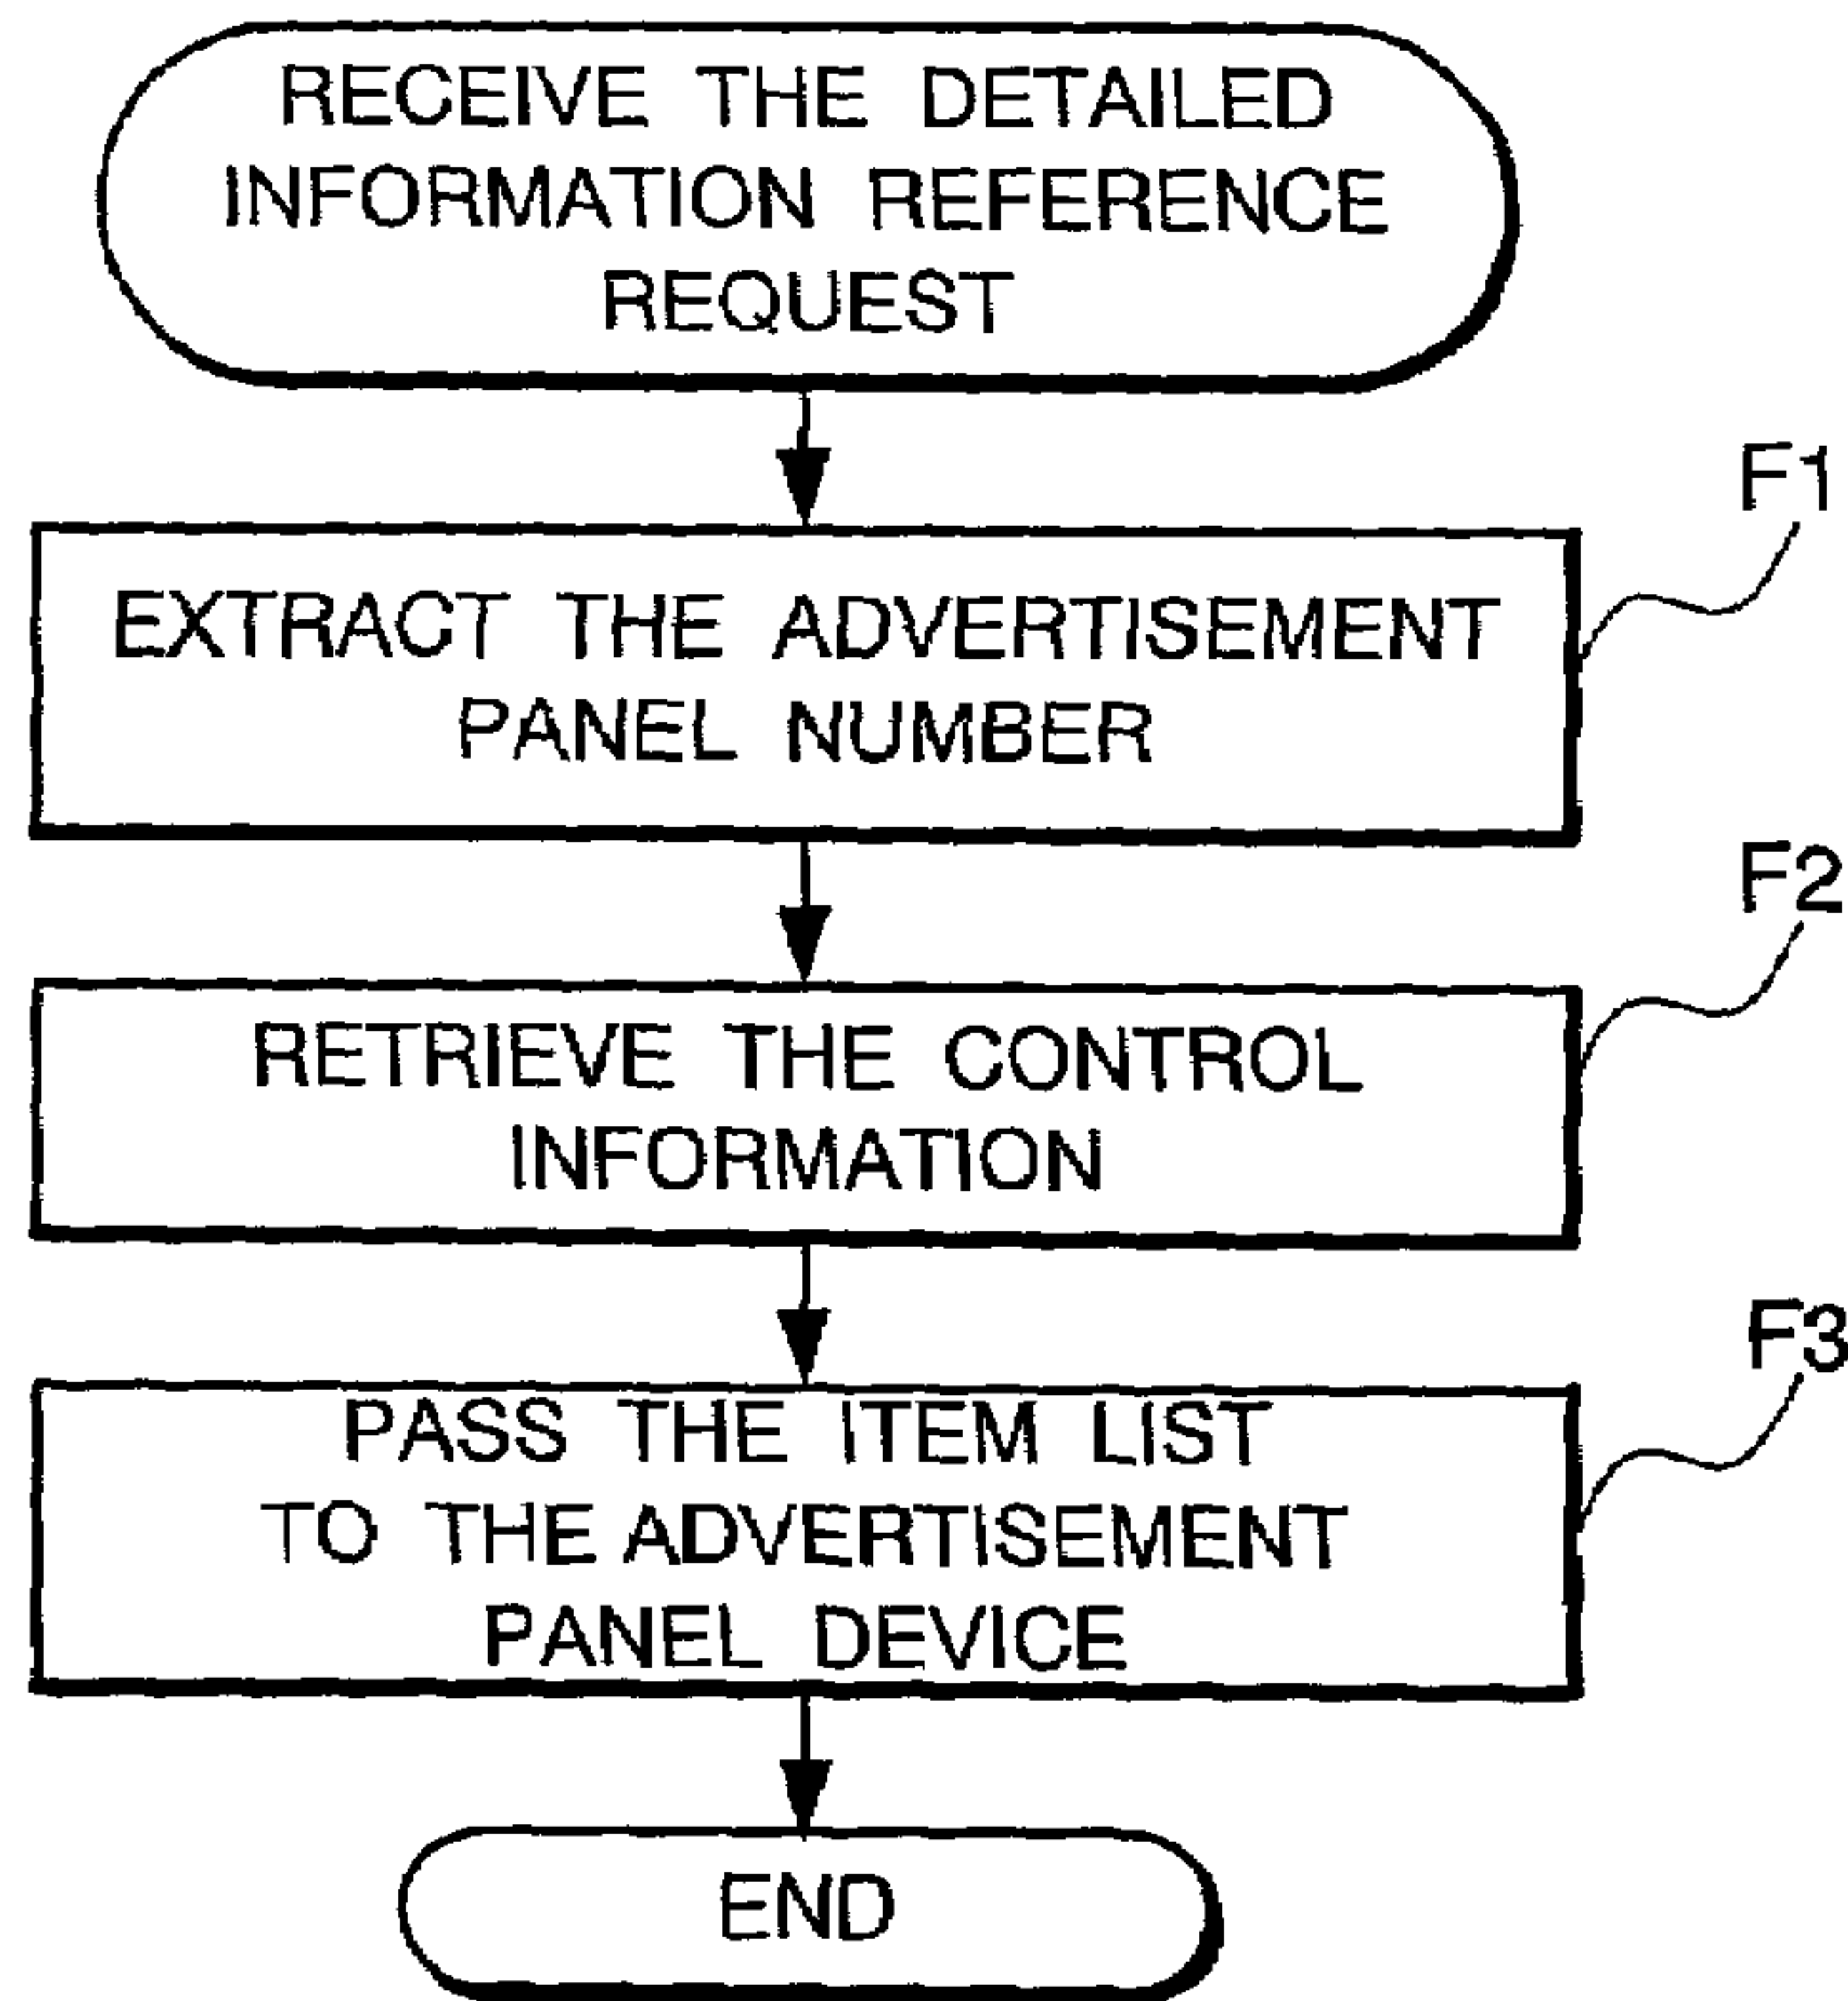 RECEIVE THE DETAILED
INFORMATION REFERENCE
REQUEST
F1
EXTRACT THE ADVERTISEMENT
PANEL NUMBER
F2
RETRIEVE THE CONTROL
INFORMATION
F3
PASS THE ITEM LIST
TO THE ADVERTISEMENT
PANEL DEVICE
END